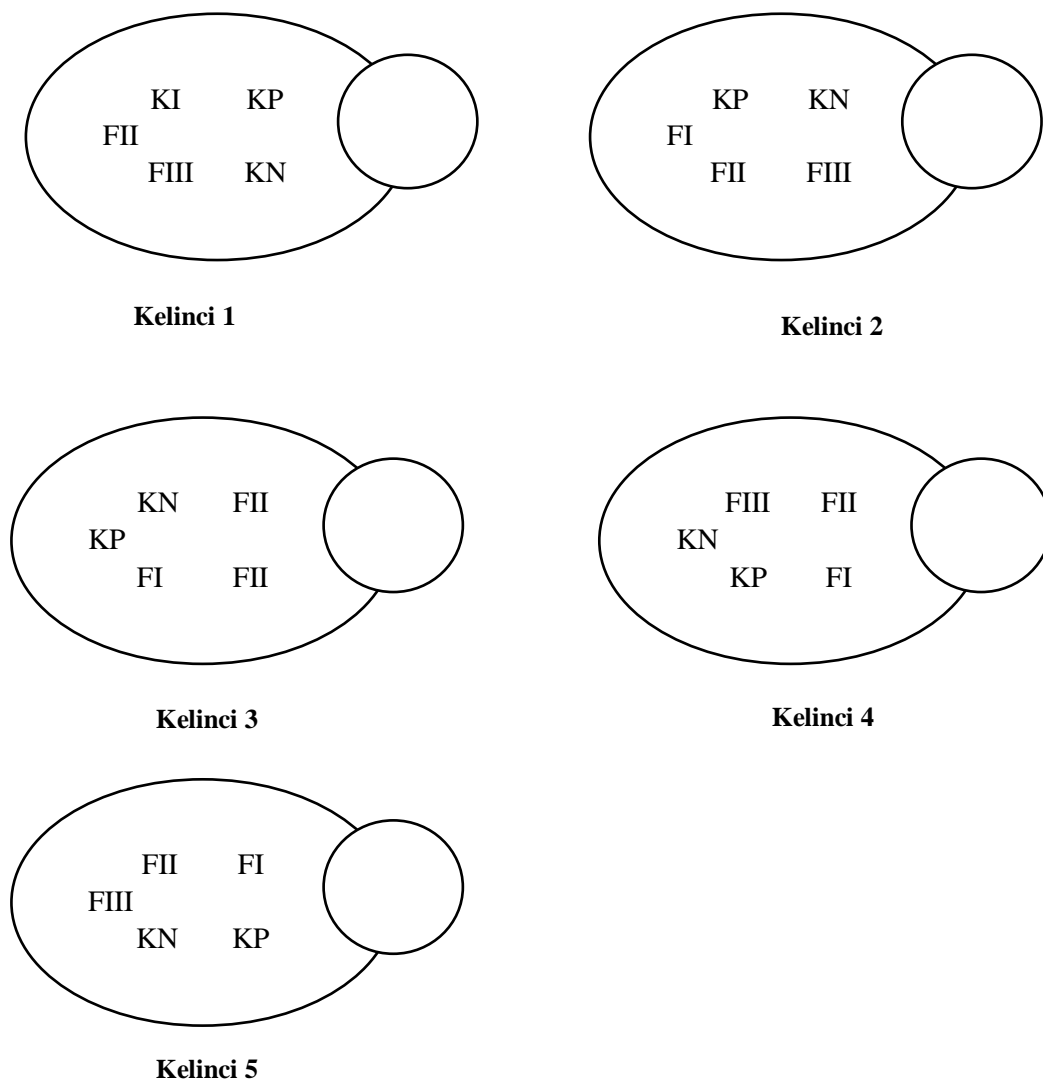 KI KP
FII
FIII KN
Kelinci 1
KP KN
FI
FII FIII
Kelinci 2
KN FII
KP
FI FII
Kelinci 3
FIII FII
KN
KP FI
Kelinci 4
FII FI
FIII
KN KP
Kelinci 5